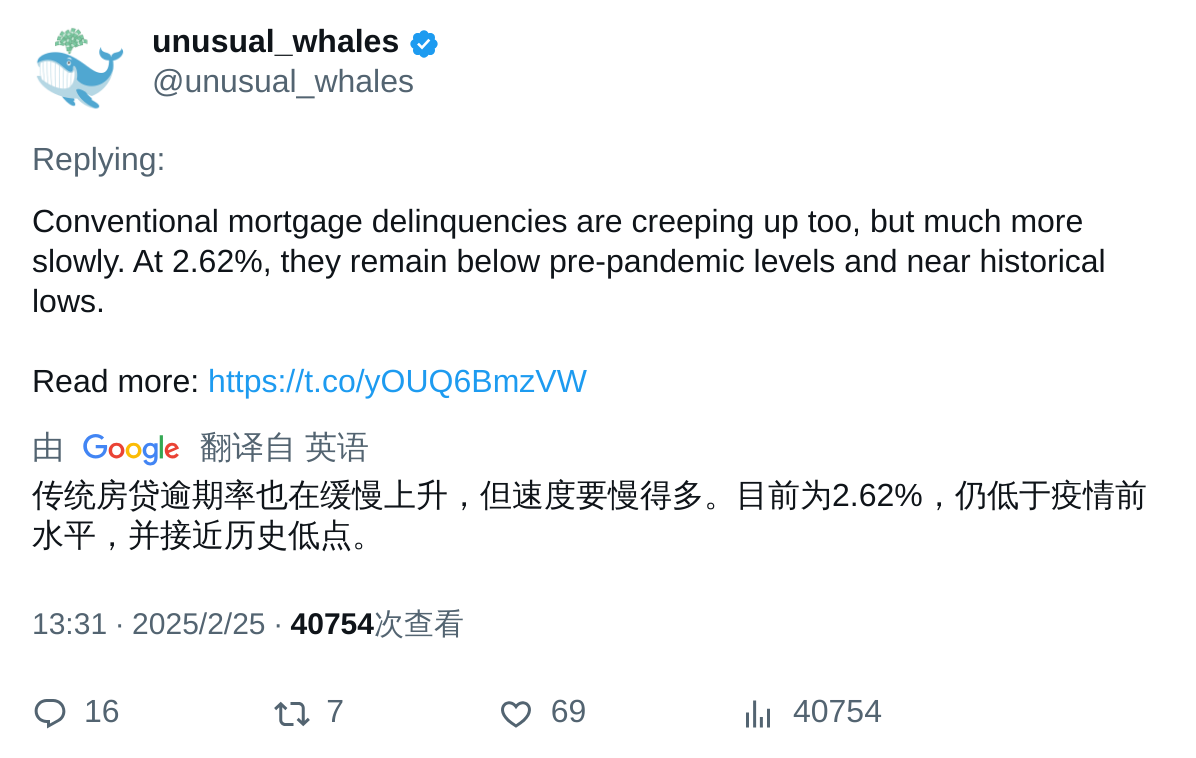 unusual_whales
@unusual_whales
Replying:
Conventional mortgage delinquencies are creeping up too, but much more
slowly. At 2.62%, they remain below pre-pandemic levels and near historical
lows.
Read more: https://t.co/yOUQ6BmzVW
由 Google 翻译自 英语
传统房贷逾期率也在缓慢上升，但速度要慢得多。目前为2.62%，仍低于疫情前
水平，并接近历史低点。
13:31 · 2025/2/25 · 40754次查看
16 7 69 40754